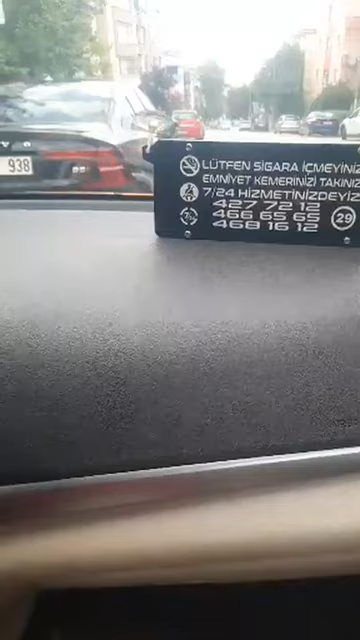 LÜTFEN SİGARA İÇMEYİNİZ
EMNİYET KEMERİNİZİ TAKINIZ
7/24 HİZMETİNİZDEYİZ
427 72 12
466 65 65
468 16 12
29
938